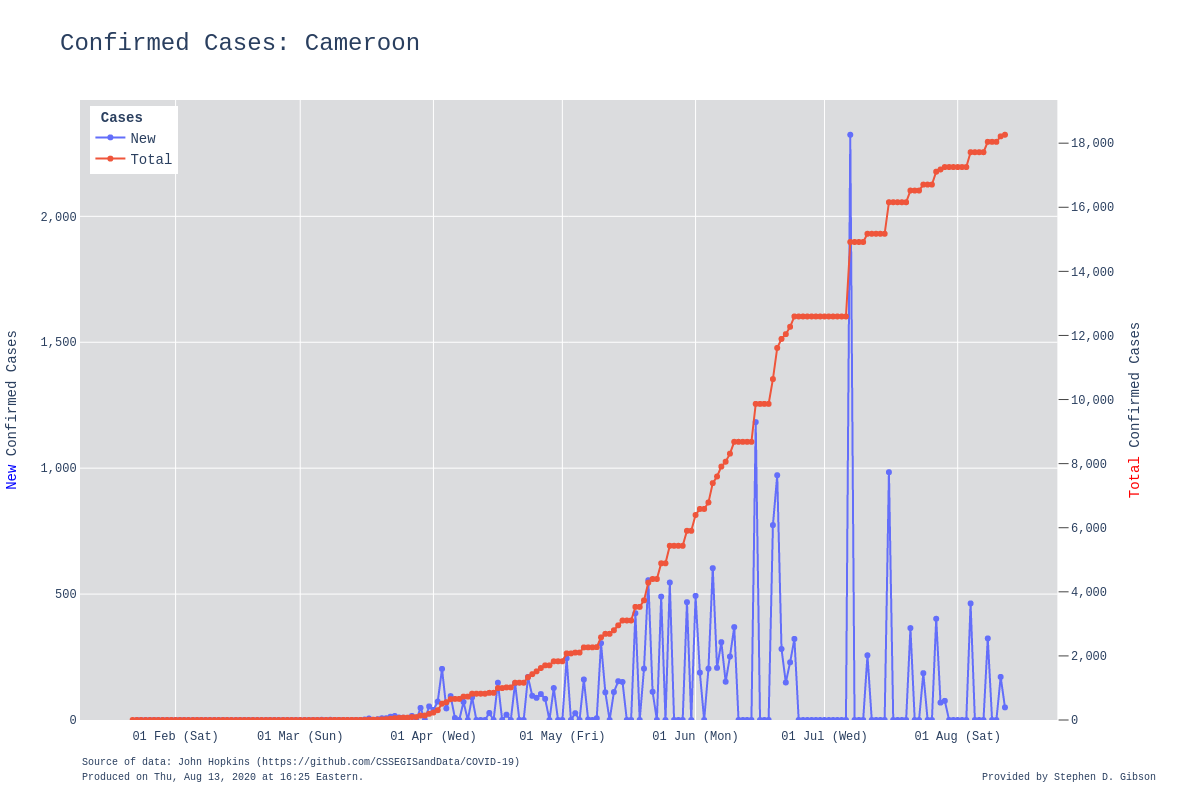 Confirmed Cases: Cameroon
Cases
New
Total
2,000
1,500
1,000
500
0
18,000
16,000
14,000
12,000
10,000
8,000
6,000
4,000
2,000
0
New Confirmed Cases
Total Confirmed Cases
01 Feb (Sat)
01 Mar (Sun)
01 Apr (Wed)
01 May (Fri)
01 Jun (Mon)
01 Jul (Wed)
01 Aug (Sat)
Source of data: John Hopkins (https://github.com/CSSEGISandData/COVID-19)
Produced on Thu, Aug 13, 2020 at 16:25 Eastern.
Provided by Stephen D. Gibson